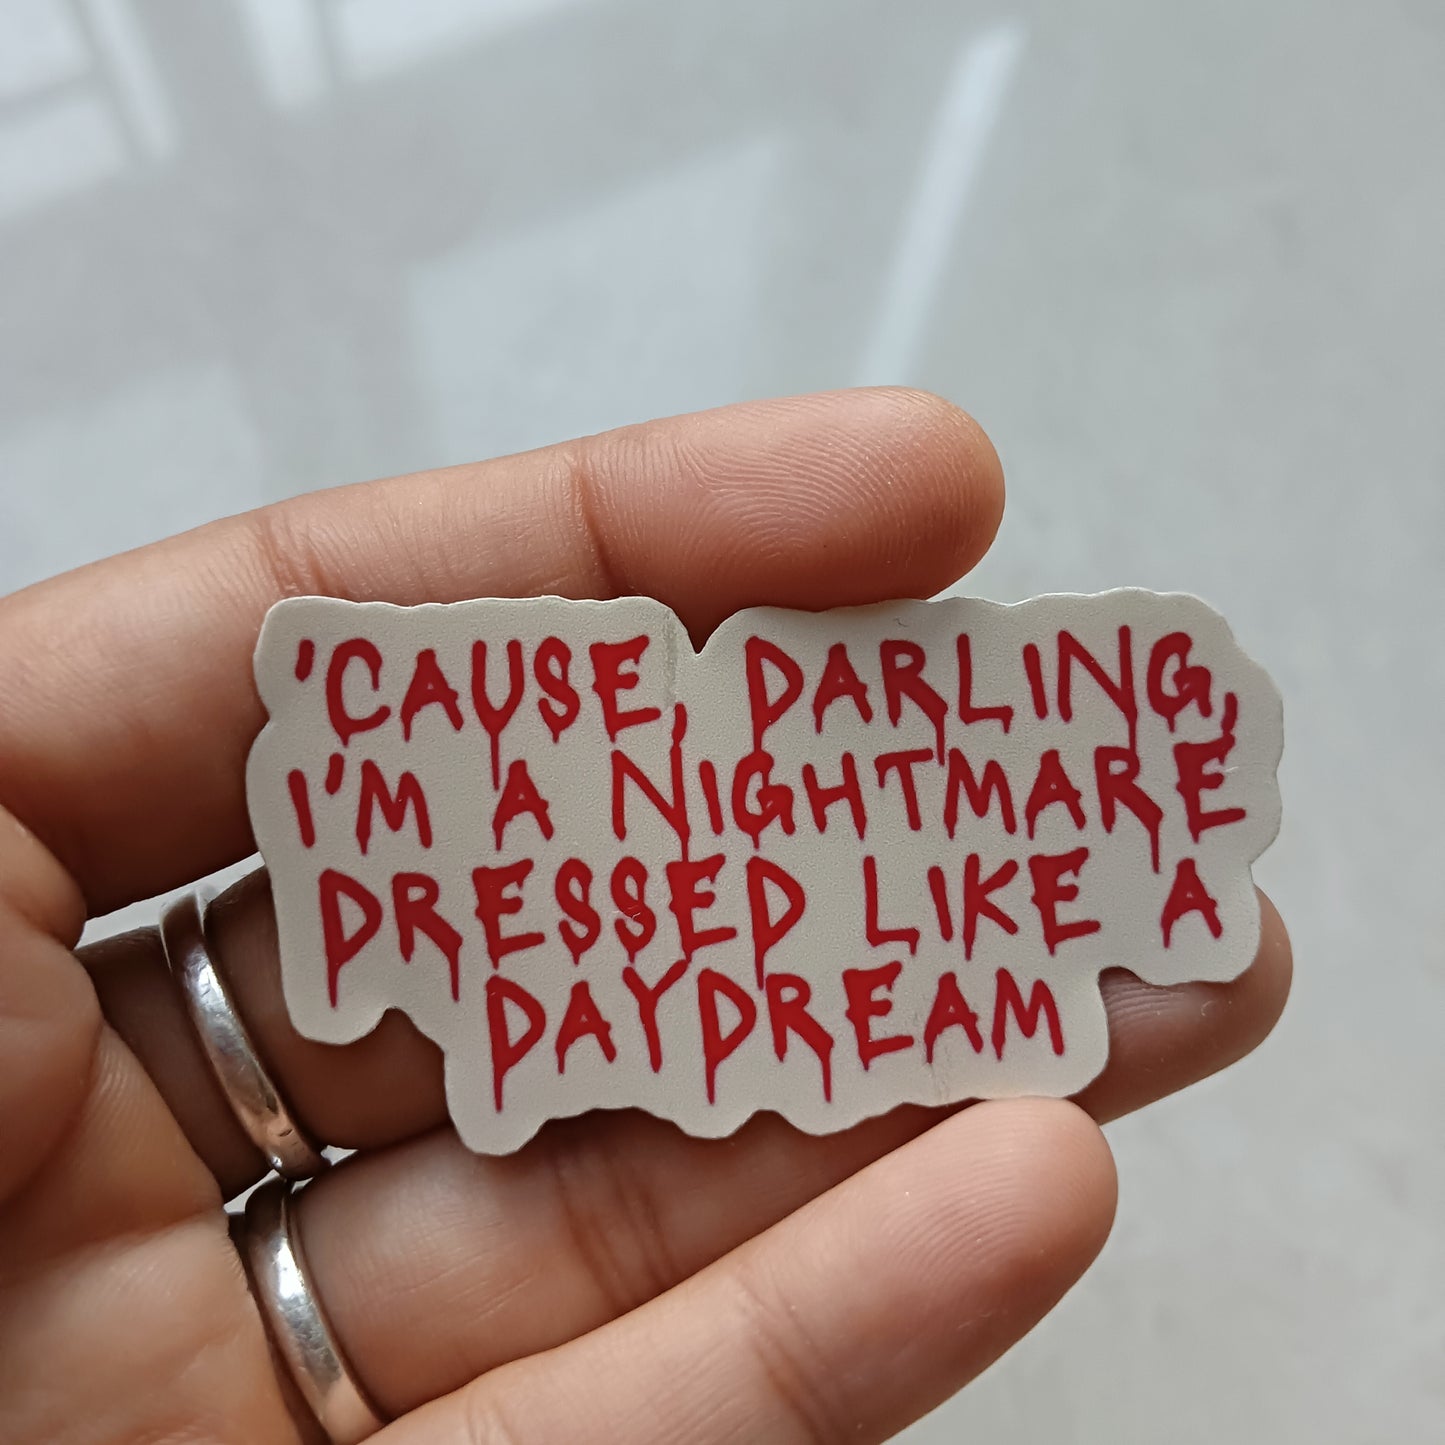 'CAUSE, DARLING,
I'M A NIGHTMARE
DRESSED LIKE A
DAYDREAM